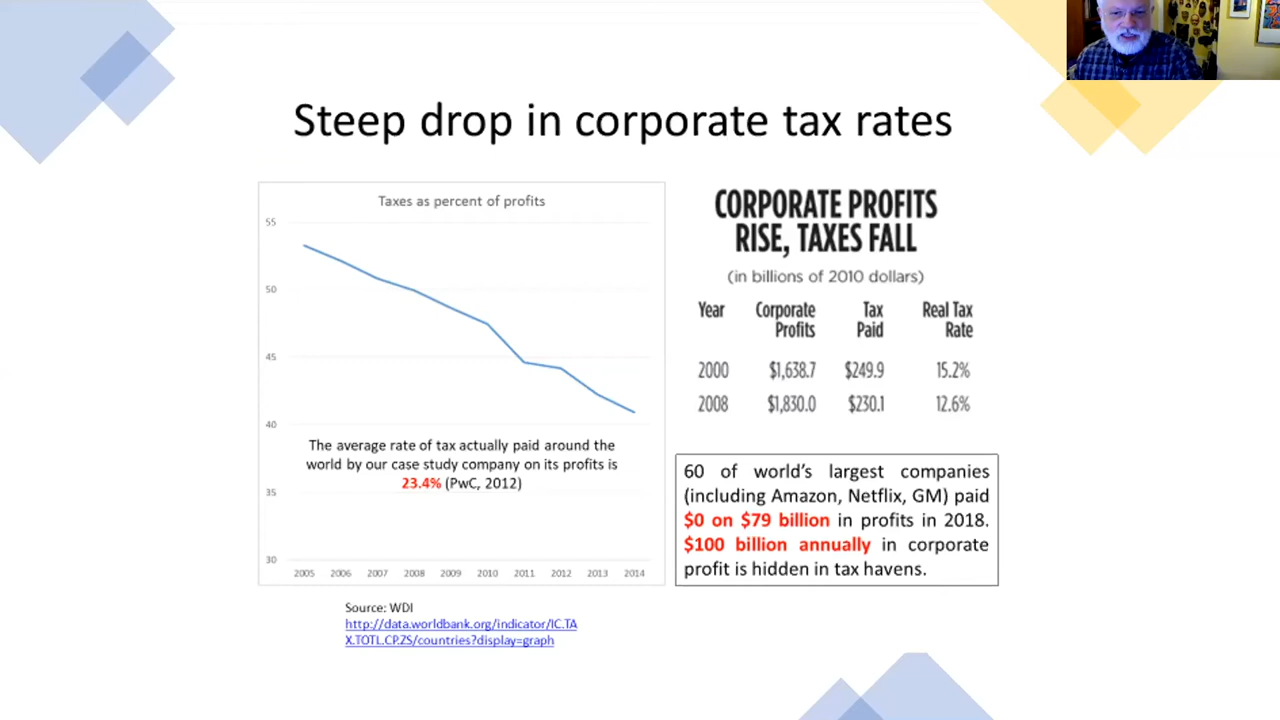 Steep drop in corporate tax rates
Taxes as percent of profits
55
50
45
40
35
30
The average rate of tax actually paid around the
world by our case study company on its profits is
23.4% (PwC, 2012)
2005 2006 2007 2008 2009 2010 2011 2012 2013 2014
Source: WDI
http://data.worldbank.org/indicator/IC.TA
X.TOTL.CP.ZS/countries?display=graph
CORPORATE PROFITS
RISE, TAXES FALL
(in billions of 2010 dollars)
Year Corporate Profits Tax Paid Real Tax Rate
2000 $1,638.7 $249.9 15.2%
2008 $1,830.0 $230.1 12.6%
60 of world's largest companies
(including Amazon, Netflix, GM) paid
$0 on $79 billion in profits in 2018.
$100 billion annually in corporate
profit is hidden in tax havens.